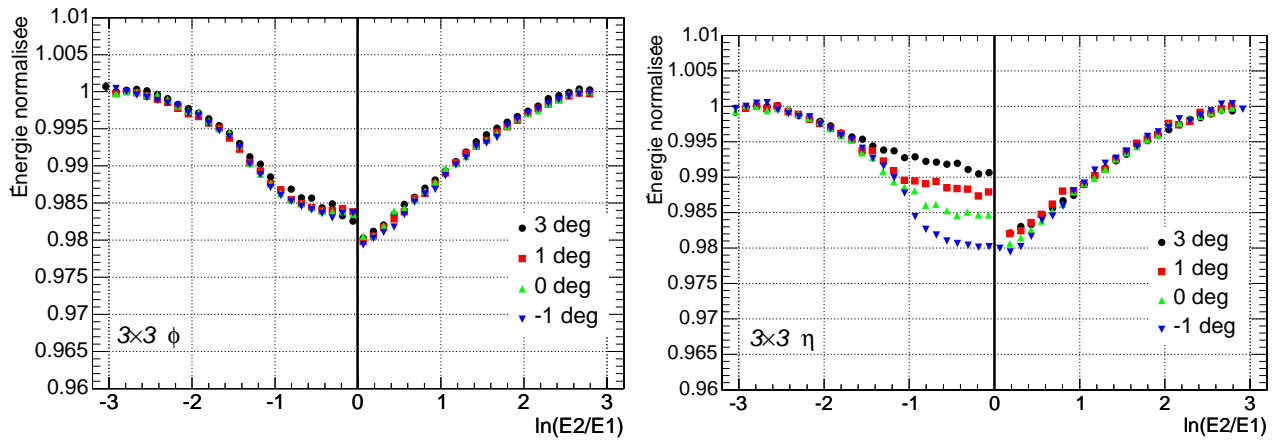 Énergie normalisée
1.01
1.005
1
0.995
0.99
0.985
0.98
0.975
0.97
0.965
0.96
3 deg
1 deg
0 deg
-1 deg
3×3 ϕ
-3 -2 -1 0 1 2 3
ln(E2/E1)
Énergie normalisée
1.01
1.005
1
0.995
0.99
0.985
0.98
0.975
0.97
0.965
0.96
3 deg
1 deg
0 deg
-1 deg
3×3 η
-3 -2 -1 0 1 2 3
ln(E2/E1)